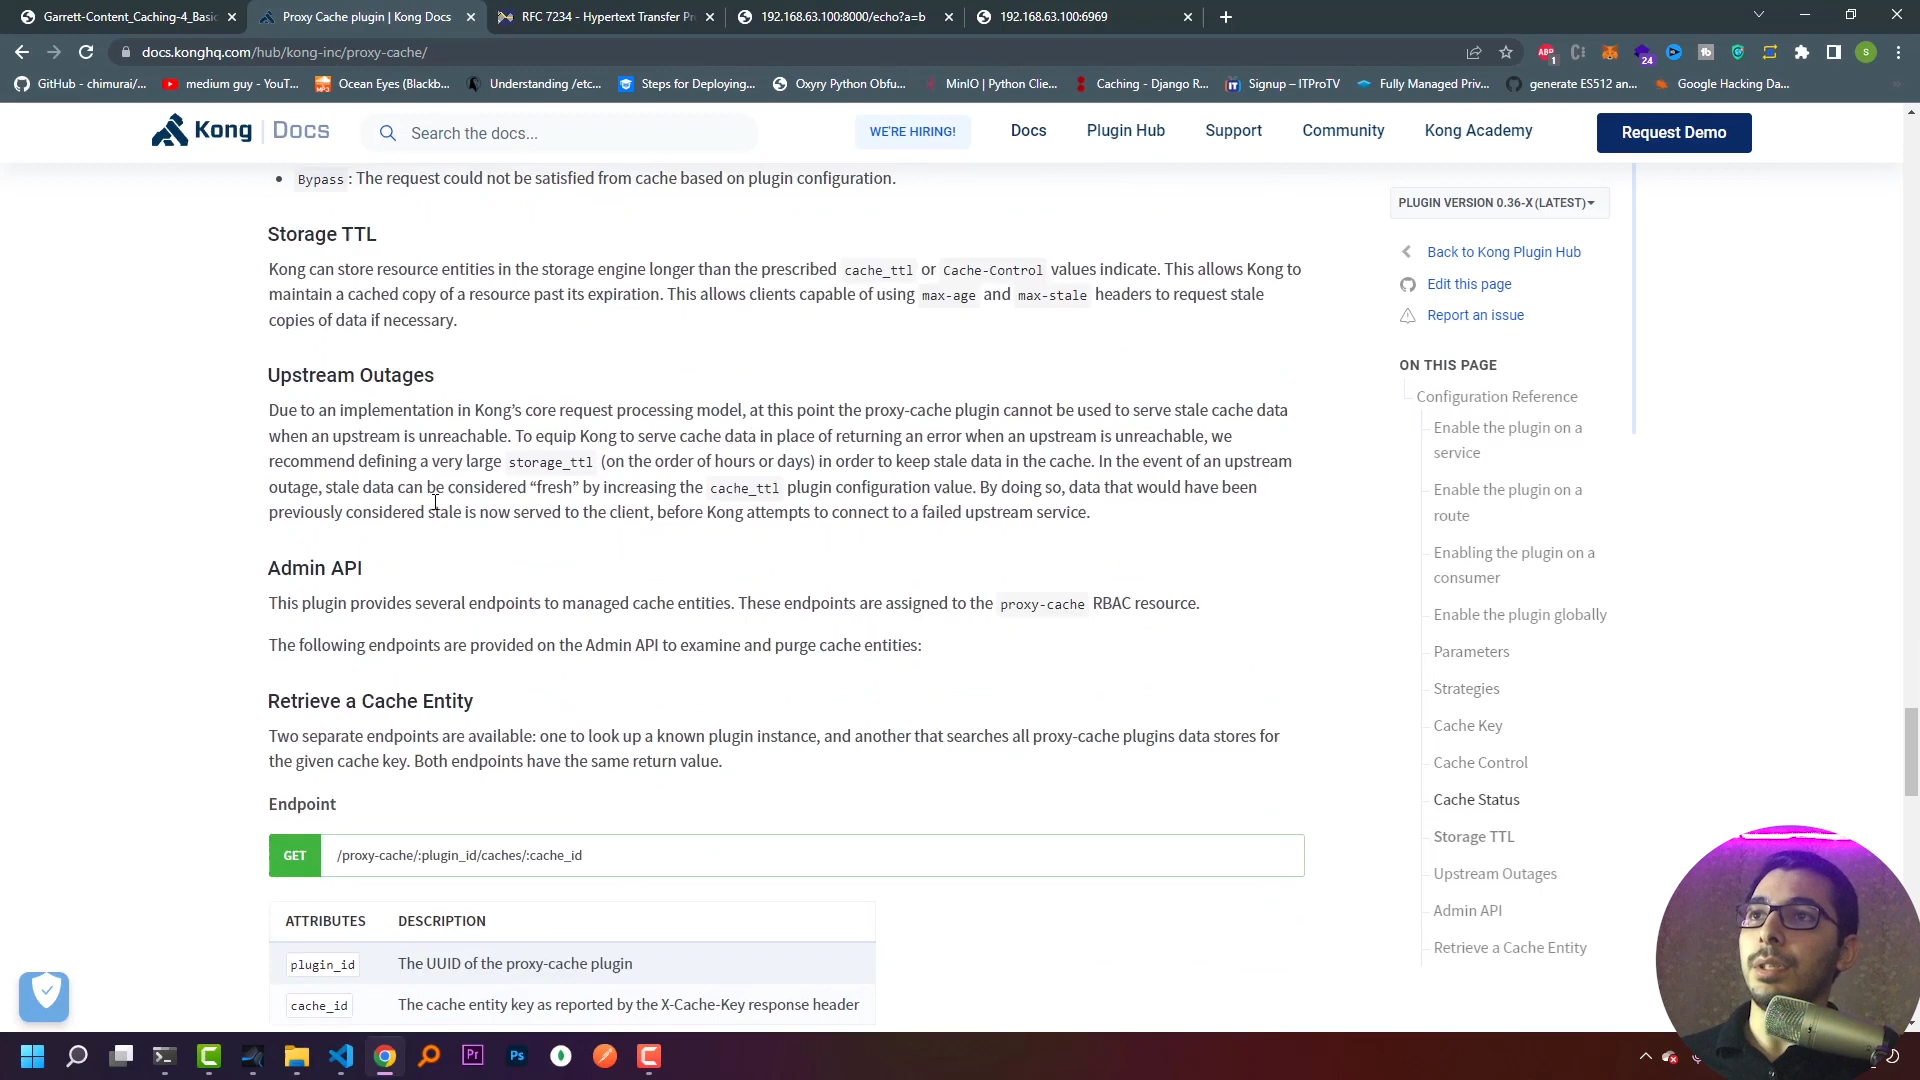 Garrett-Content_Caching-4_Basic
Proxy Cache plugin | Kong Docs
RFC 7234 - Hypertext Transfer Pr
192.168.63.100:8000/echo?a=b
192.168.63.100:6969
docs.konghq.com/hub/kong-inc/proxy-cache/
ABP
1
24
S
GitHub - chimurai/...
medium guy - YouT...
Ocean Eyes (Blackb...
Understanding /etc...
Steps for Deploying...
Oxyry Python Obfu...
MinIO | Python Clie...
Caching - Django R...
Signup – ITProTV
Fully Managed Priv...
generate ES512 an...
Google Hacking Da...
Kong | Docs
Search the docs...
WE'RE HIRING!
Docs
Plugin Hub
Support
Community
Kong Academy
Request Demo
Bypass : The request could not be satisfied from cache based on plugin configuration.
Storage TTL
Kong can store resource entities in the storage engine longer than the prescribed cache_ttl or Cache-Control values indicate. This allows Kong to
maintain a cached copy of a resource past its expiration. This allows clients capable of using max-age and max-stale headers to request stale
copies of data if necessary.
Upstream Outages
Due to an implementation in Kong's core request processing model, at this point the proxy-cache plugin cannot be used to serve stale cache data
when an upstream is unreachable. To equip Kong to serve cache data in place of returning an error when an upstream is unreachable, we
recommend defining a very large storage_ttl (on the order of hours or days) in order to keep stale data in the cache. In the event of an upstream
outage, stale data can be considered “fresh” by increasing the cache_ttl plugin configuration value. By doing so, data that would have been
previously considered stale is now served to the client, before Kong attempts to connect to a failed upstream service.
Admin API
This plugin provides several endpoints to managed cache entities. These endpoints are assigned to the proxy-cache RBAC resource.
The following endpoints are provided on the Admin API to examine and purge cache entities:
Retrieve a Cache Entity
Two separate endpoints are available: one to look up a known plugin instance, and another that searches all proxy-cache plugins data stores for
the given cache key. Both endpoints have the same return value.
Endpoint
GET /proxy-cache/:plugin_id/caches/:cache_id
ATTRIBUTES DESCRIPTION
plugin_id The UUID of the proxy-cache plugin
cache_id The cache entity key as reported by the X-Cache-Key response header
PLUGIN VERSION 0.36-X (LATEST)
Back to Kong Plugin Hub
Edit this page
Report an issue
ON THIS PAGE
Configuration Reference
Enable the plugin on a
service
Enable the plugin on a
route
Enabling the plugin on a
consumer
Enable the plugin globally
Parameters
Strategies
Cache Key
Cache Control
Cache Status
Storage TTL
Upstream Outages
Admin API
Retrieve a Cache Entity
Pr
Ps